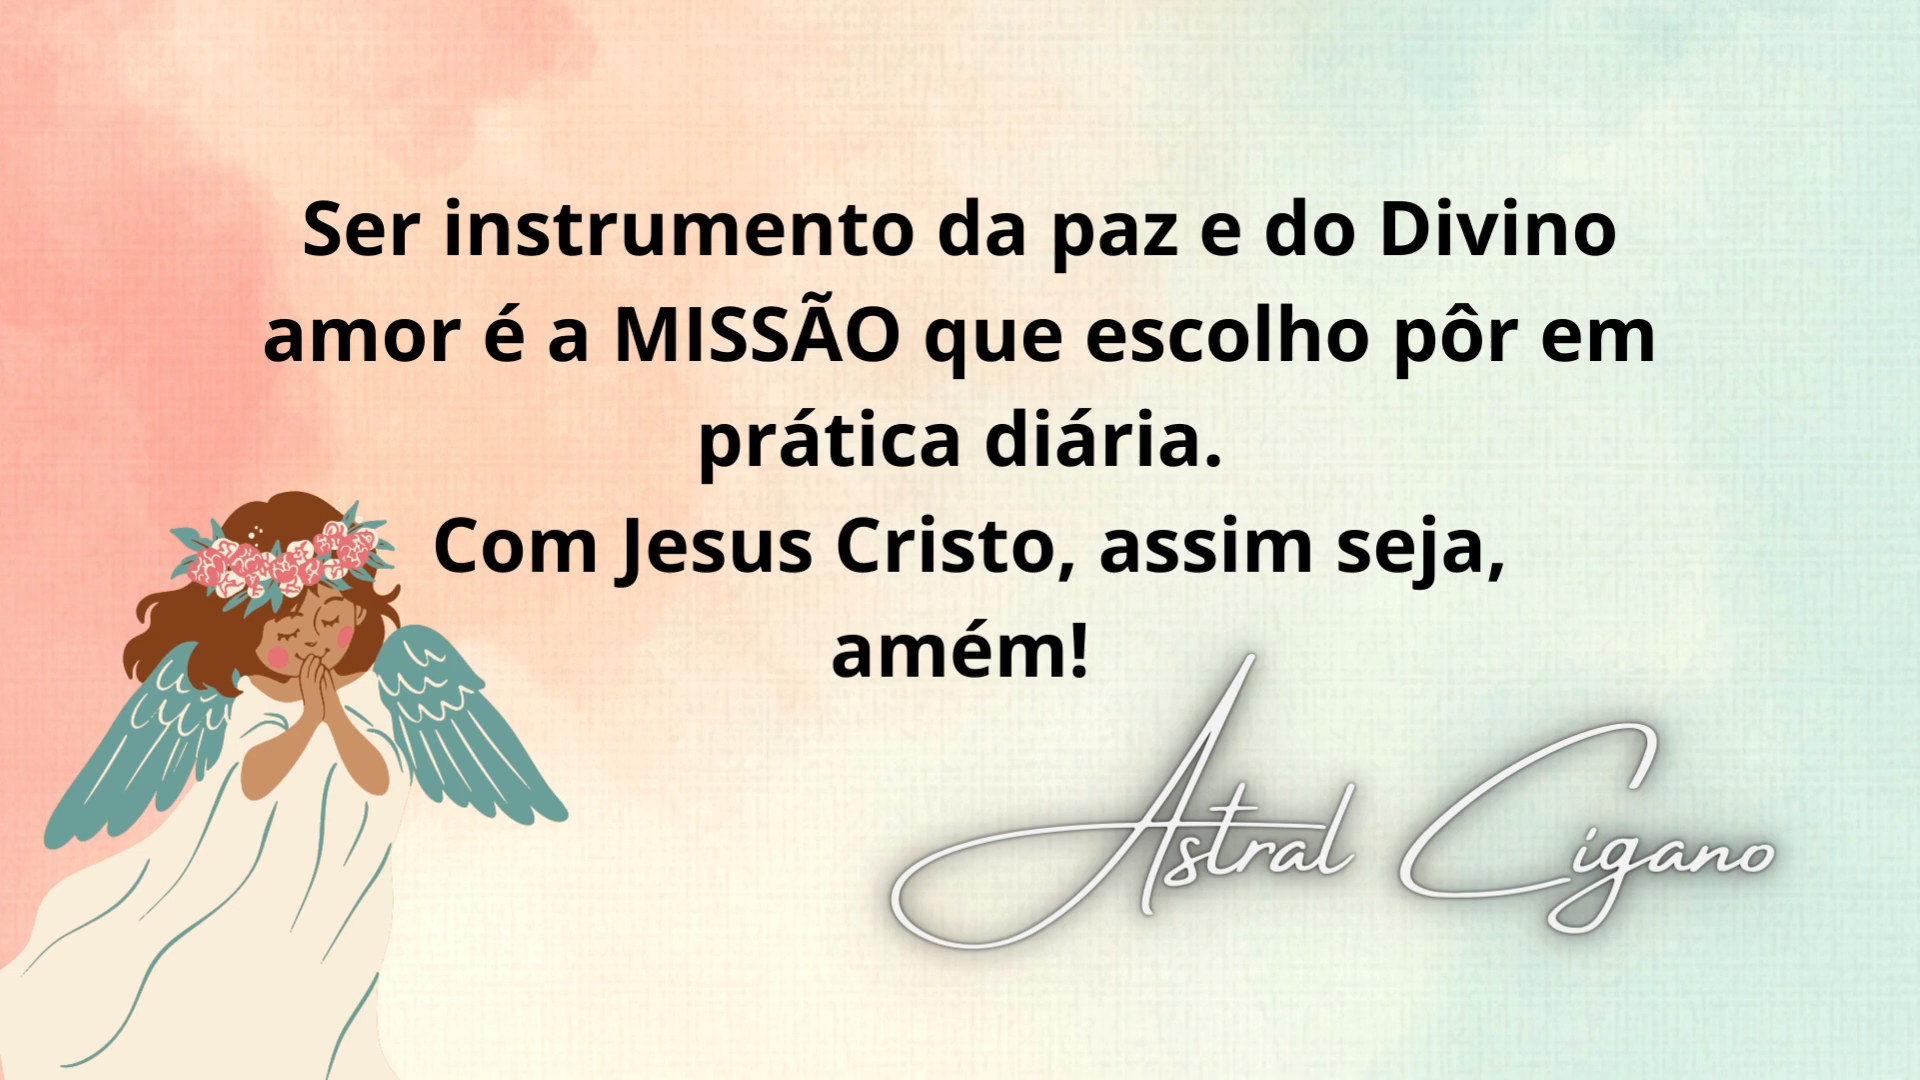 Ser instrumento da paz e do Divino
amor é a MISSÃO que escolho pôr em
prática diária.
Com Jesus Cristo, assim seja,
amém!
Astral Cigano